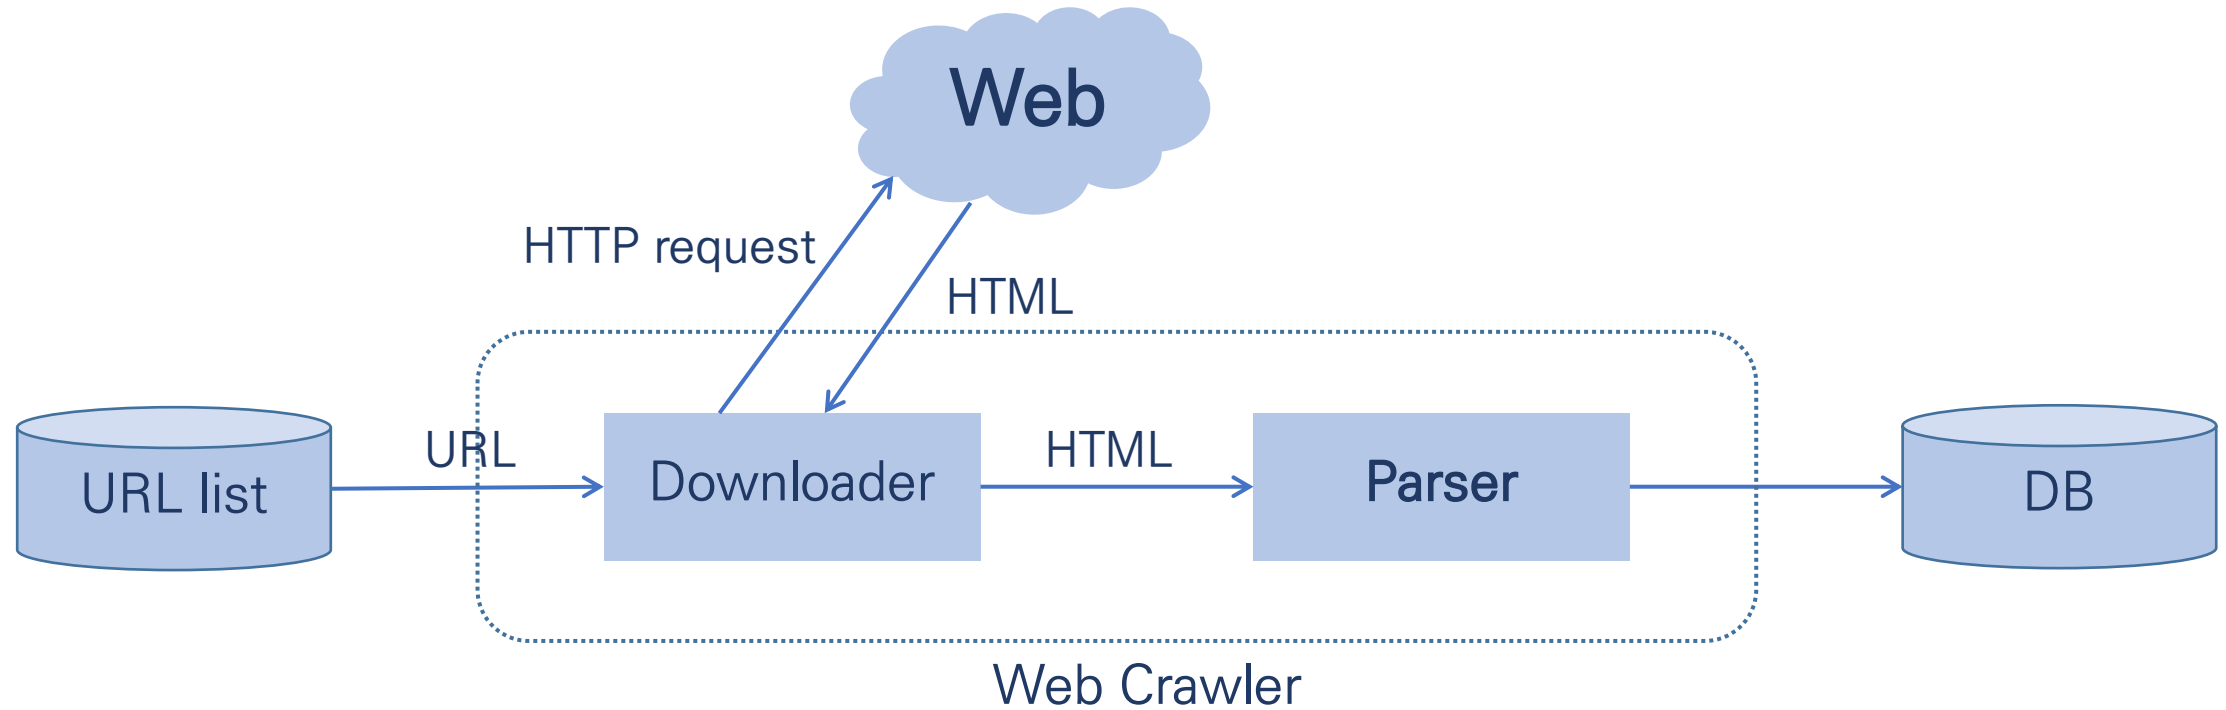 Web
HTTP request
HTML
URL
HTML
URL list
Downloader
Parser
DB
Web Crawler